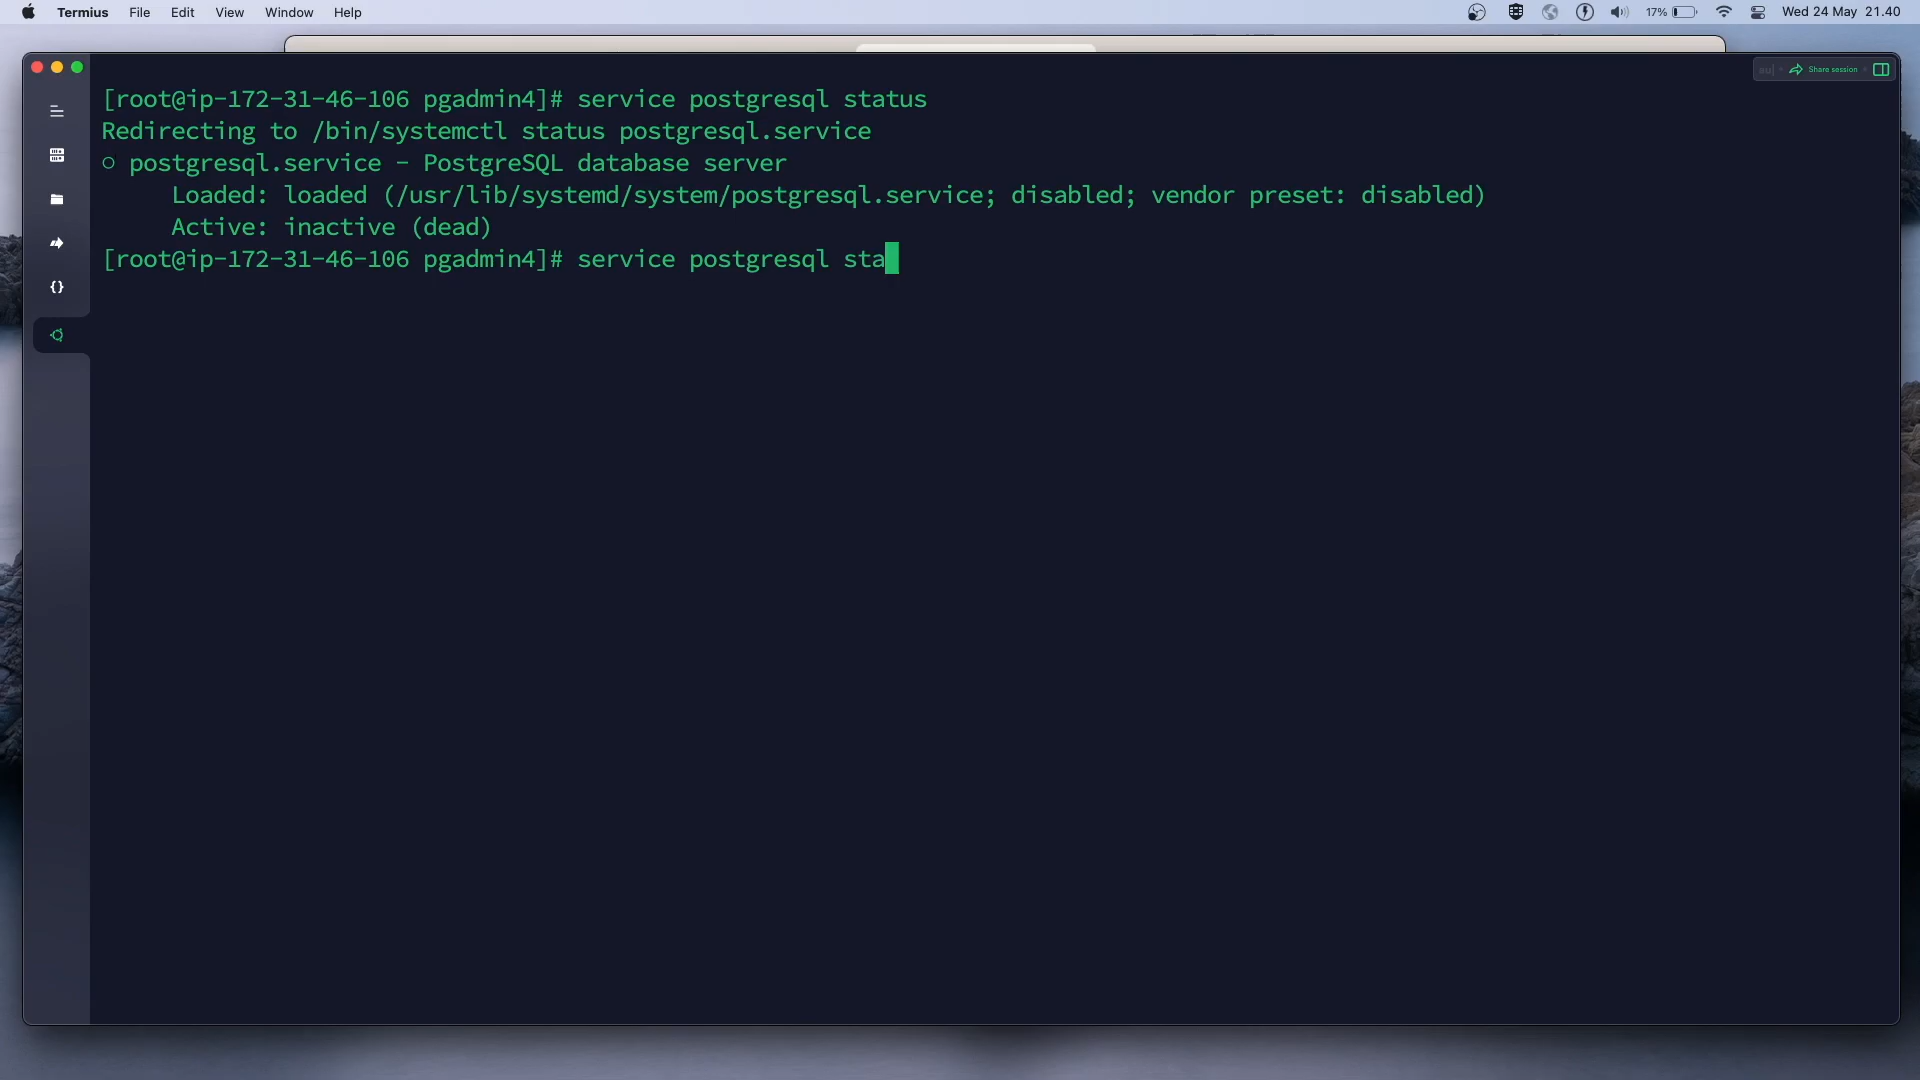 Termius File Edit View Window Help 17% Wed 24 May 21.40
Share session
[root@ip-172-31-46-106 pgadmin4]# service postgresql status
Redirecting to /bin/systemctl status postgresql.service
○ postgresql.service - PostgreSQL database server
Loaded: loaded (/usr/lib/systemd/system/postgresql.service; disabled; vendor preset: disabled)
Active: inactive (dead)
[root@ip-172-31-46-106 pgadmin4]# service postgresql sta